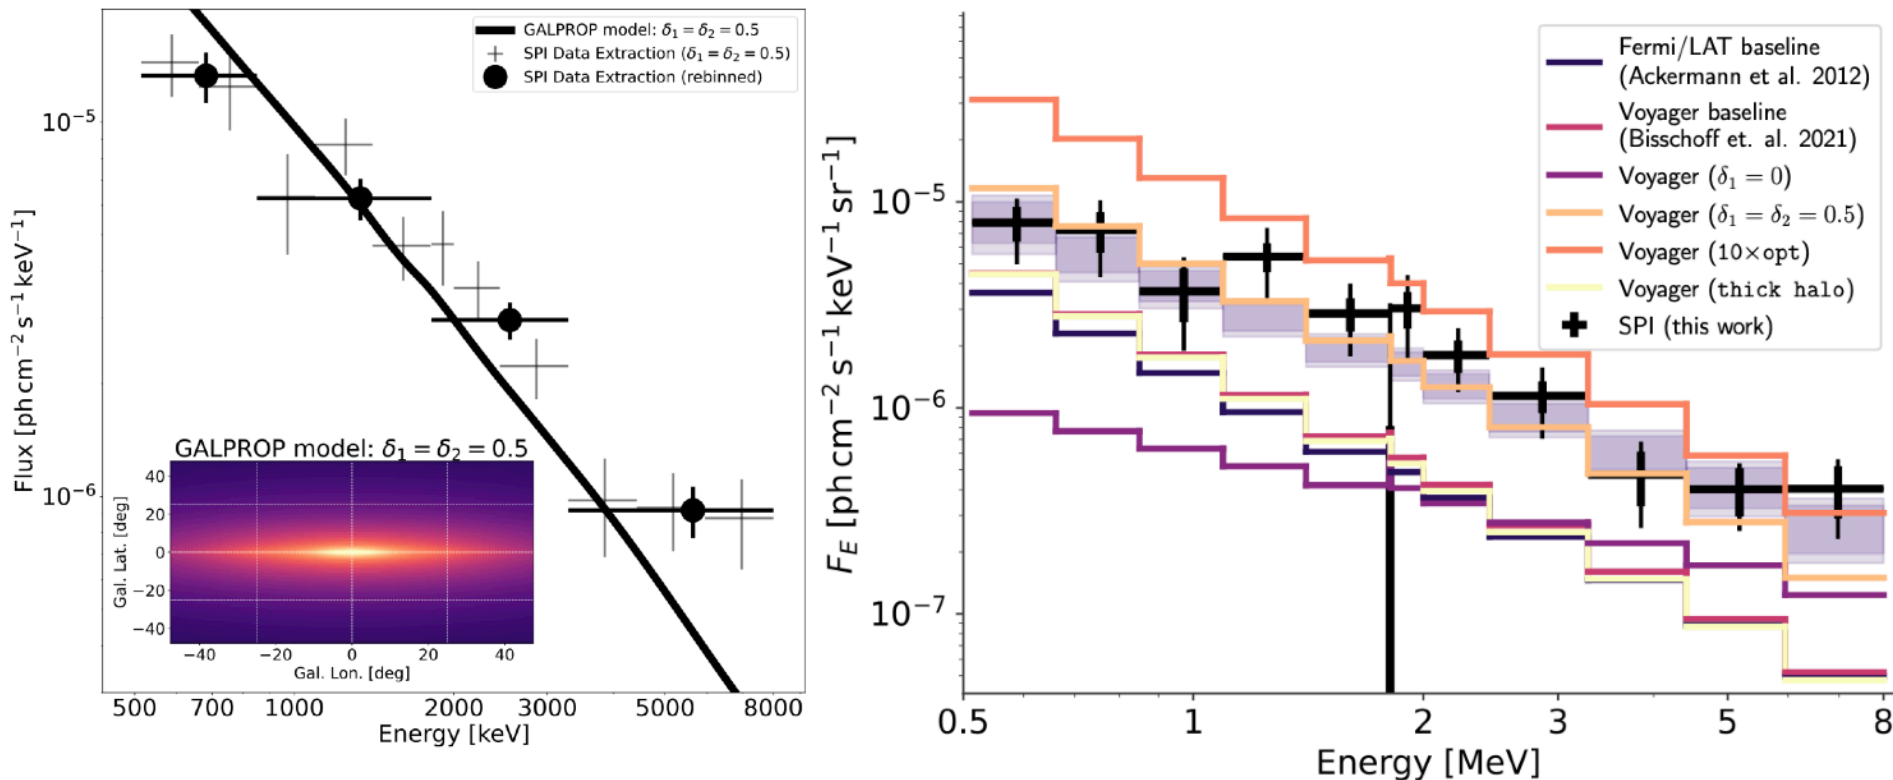 GALPROP model: δ₁ = δ₂ = 0.5
SPI Data Extraction (δ₁ = δ₂ = 0.5)
SPI Data Extraction (rebinned)
10⁻⁵
10⁻⁶
Flux [ph cm⁻² s⁻¹ keV⁻¹]
GALPROP model: δ₁ = δ₂ = 0.5
40
20
0
−20
−40
Gal. Lat. [deg]
−40 −20 0 20 40
Gal. Lon. [deg]
500 700 1000 2000 3000 5000 8000
Energy [keV]
Fermi/LAT baseline
(Ackermann et al. 2012)
Voyager baseline
(Bisschoff et. al. 2021)
Voyager (δ₁ = 0)
Voyager (δ₁ = δ₂ = 0.5)
Voyager (10×opt)
Voyager (thick halo)
SPI (this work)
10⁻⁵
10⁻⁶
10⁻⁷
F_E [ph cm⁻² s⁻¹ keV⁻¹ sr⁻¹]
0.5 1 2 3 5 8
Energy [MeV]